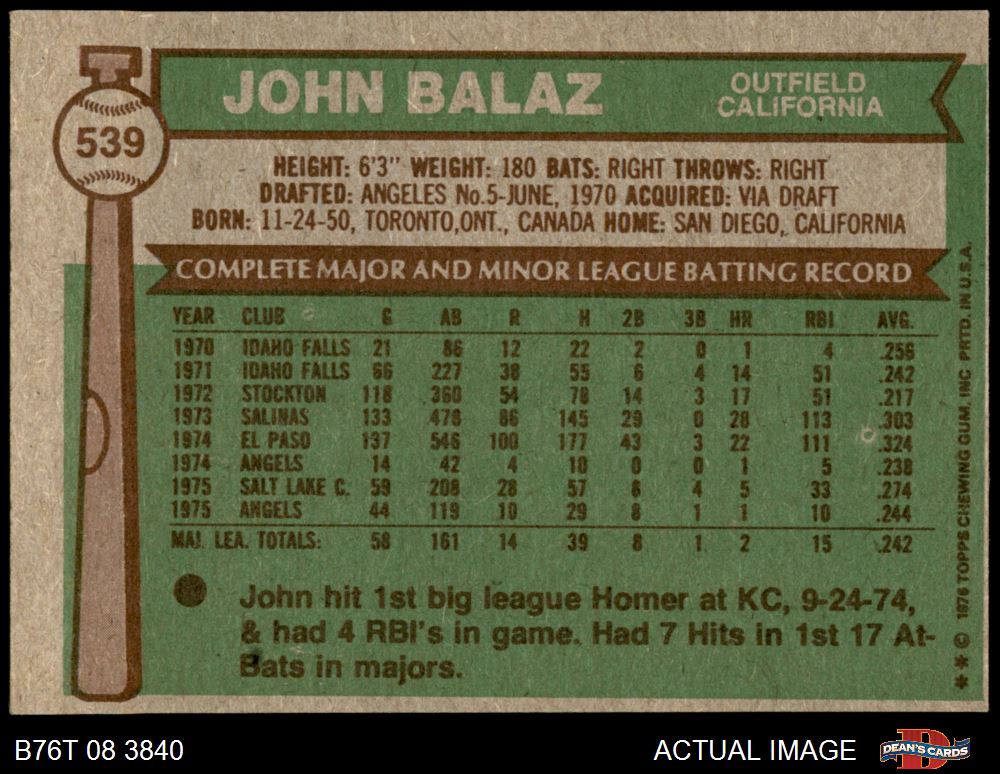 JOHN BALAZ
OUTFIELD
CALIFORNIA
539
HEIGHT: 6'3" WEIGHT: 180 BATS: RIGHT THROWS: RIGHT
DRAFTED: ANGELES No.5-JUNE, 1970 ACQUIRED: VIA DRAFT
BORN: 11-24-50, TORONTO,ONT., CANADA HOME: SAN DIEGO, CALIFORNIA
COMPLETE MAJOR AND MINOR LEAGUE BATTING RECORD
YEAR CLUB G AB R H 2B 3B HR RBI AVG.
1970 IDAHO FALLS 21 86 12 22 2 0 1 4 .256
1971 IDAHO FALLS 66 227 38 55 6 4 14 51 .242
1972 STOCKTON 118 360 54 78 14 3 17 51 .217
1973 SALINAS 133 478 86 145 29 0 28 113 .303
1974 EL PASO 137 546 100 177 43 3 22 111 .324
1974 ANGELS 14 42 4 10 0 0 1 5 .238
1975 SALT LAKE C. 59 208 28 57 6 4 5 33 .274
1975 ANGELS 44 119 10 29 8 1 1 10 .244
MAJ. LEA. TOTALS: 58 161 14 39 8 1 2 15 .242
John hit 1st big league Homer at KC, 9-24-74,
& had 4 RBI's in game. Had 7 Hits in 1st 17 At-
Bats in majors.
** © 1976 TOPPS CHEWING GUM, INC PRTD. IN U.S.A.
B76T 08 3840
ACTUAL IMAGE
DEAN'S CARDS